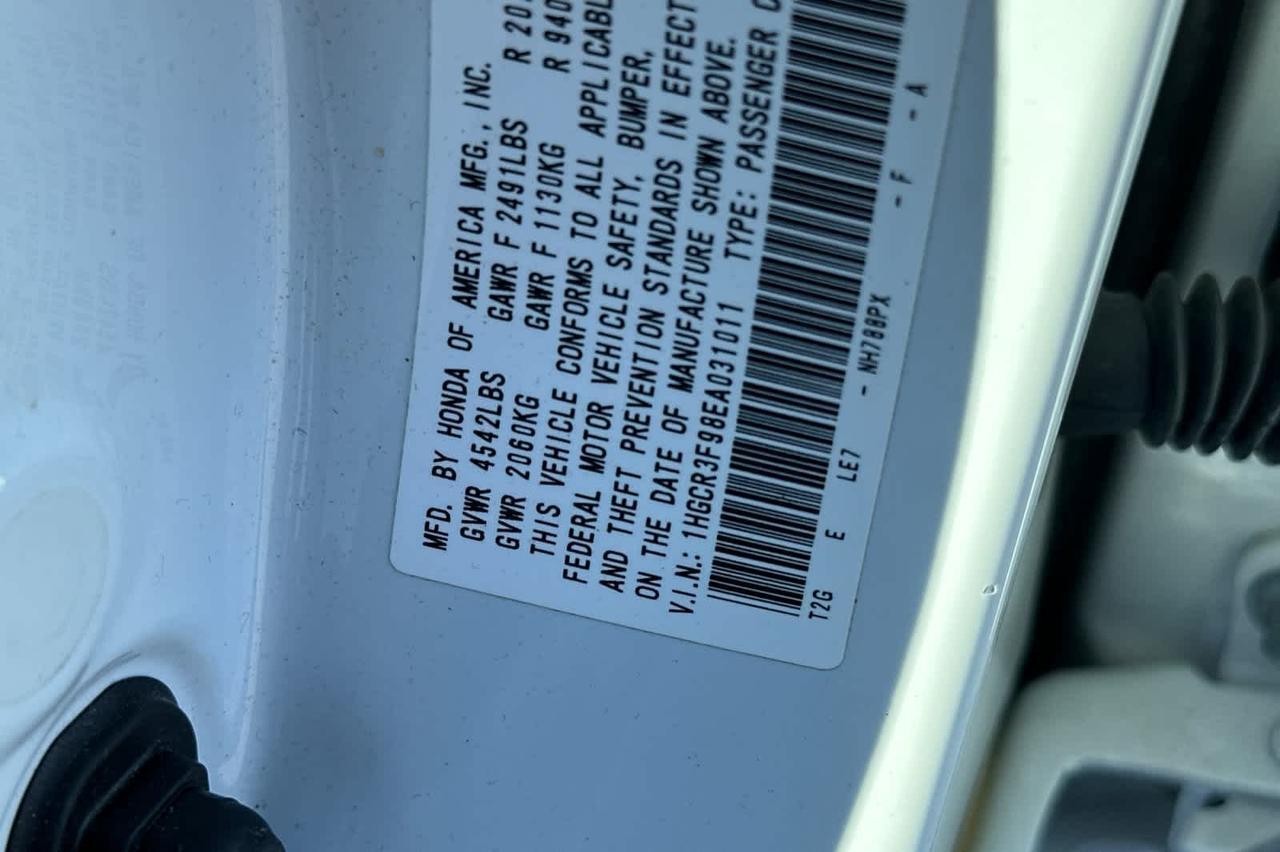 MFD. BY HONDA OF AMERICA MFG., INC.
GVWR 4542LBS GAWR F 2491LBS R 20
GVWR 2060KG GAWR F 1130KG R 940
THIS VEHICLE CONFORMS TO ALL APPLICABL
FEDERAL MOTOR VEHICLE SAFETY, BUMPER,
AND THEFT PREVENTION STANDARDS IN EFFECT
ON THE DATE OF MANUFACTURE SHOWN ABOVE.
V.I.N.: 1HGCR3F98EA031011 TYPE: PASSENGER C
T2G E LE7 - NH788PX - F - A